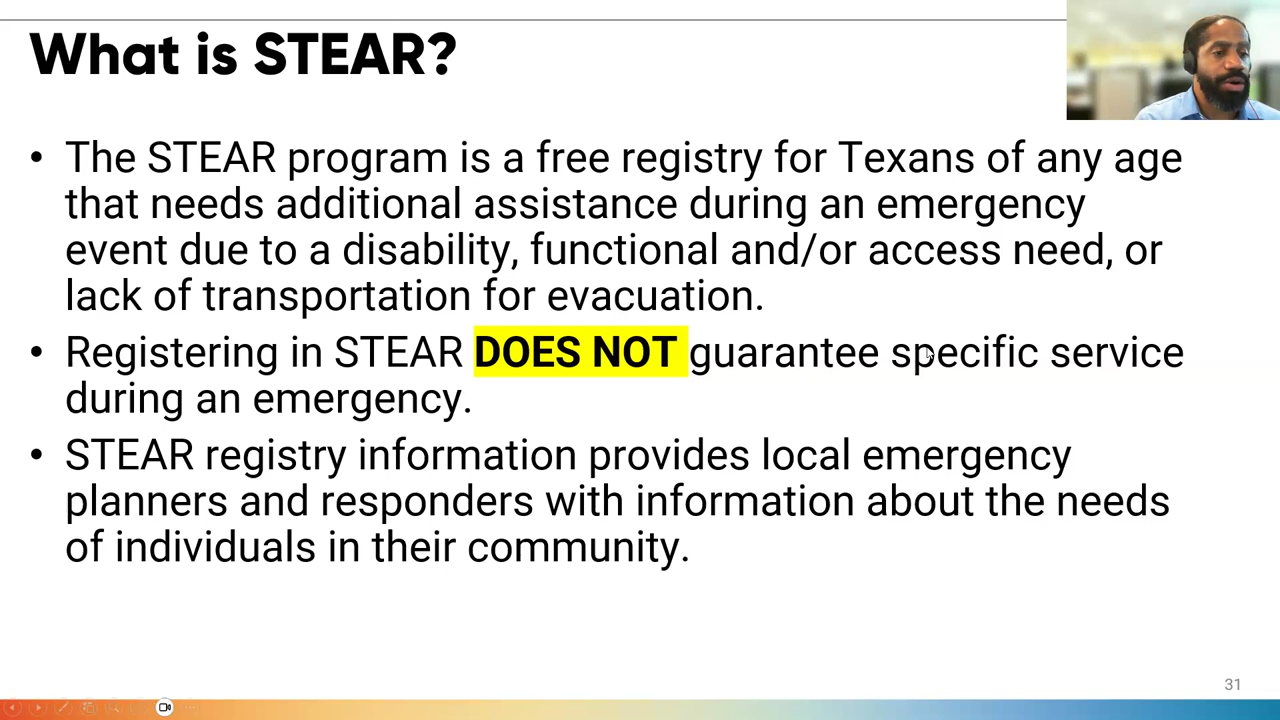 What is STEAR?
• The STEAR program is a free registry for Texans of any age
that needs additional assistance during an emergency
event due to a disability, functional and/or access need, or
lack of transportation for evacuation.
• Registering in STEAR DOES NOT guarantee specific service
during an emergency.
• STEAR registry information provides local emergency
planners and responders with information about the needs
of individuals in their community.
31